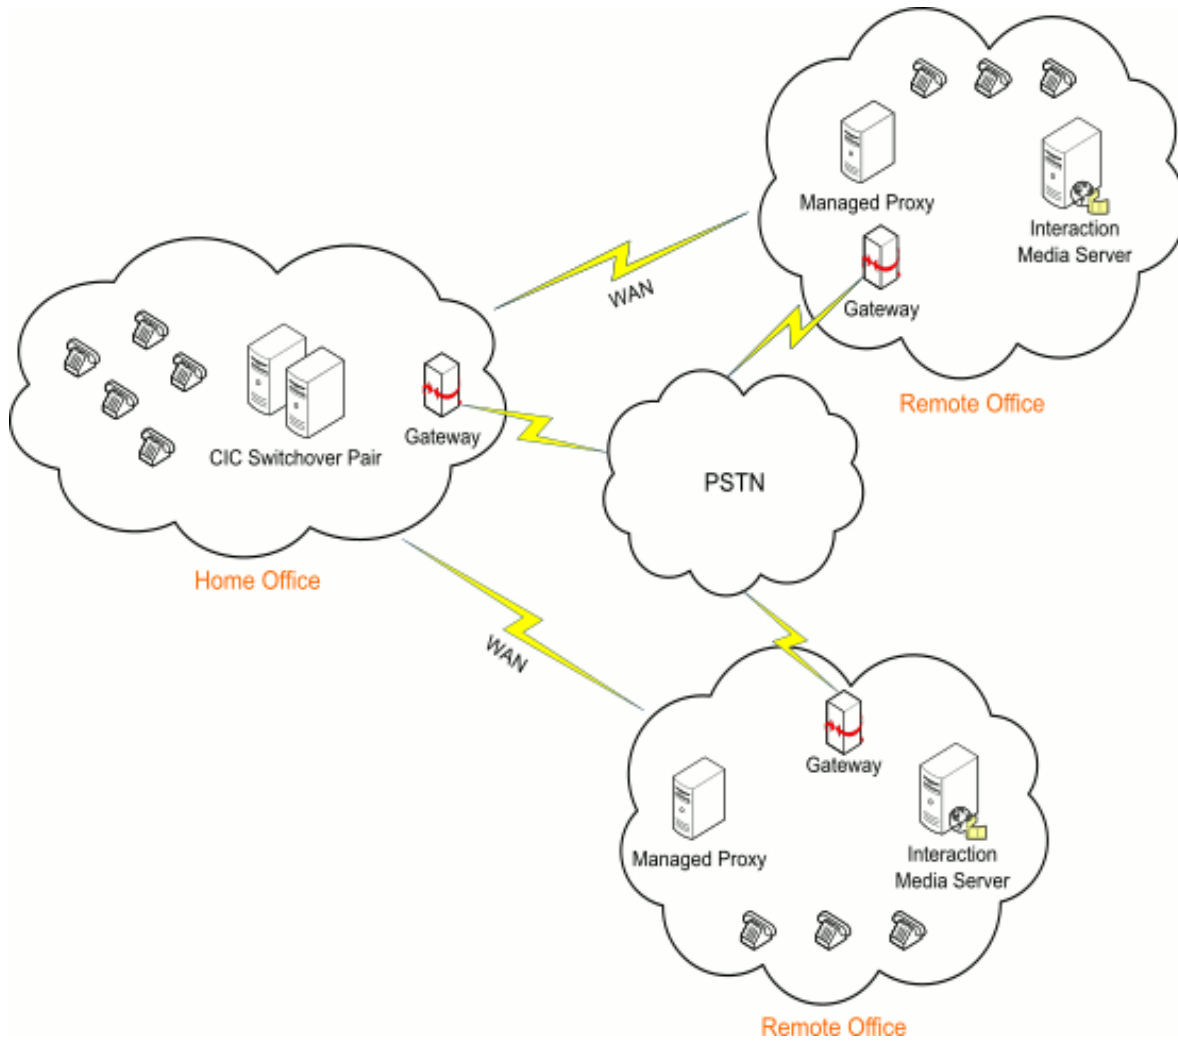 Managed Proxy
Interaction
Media Server
Gateway
Remote Office
WAN
CIC Switchover Pair
Gateway
Home Office
PSTN
WAN
Gateway
Managed Proxy
Interaction
Media Server
Remote Office